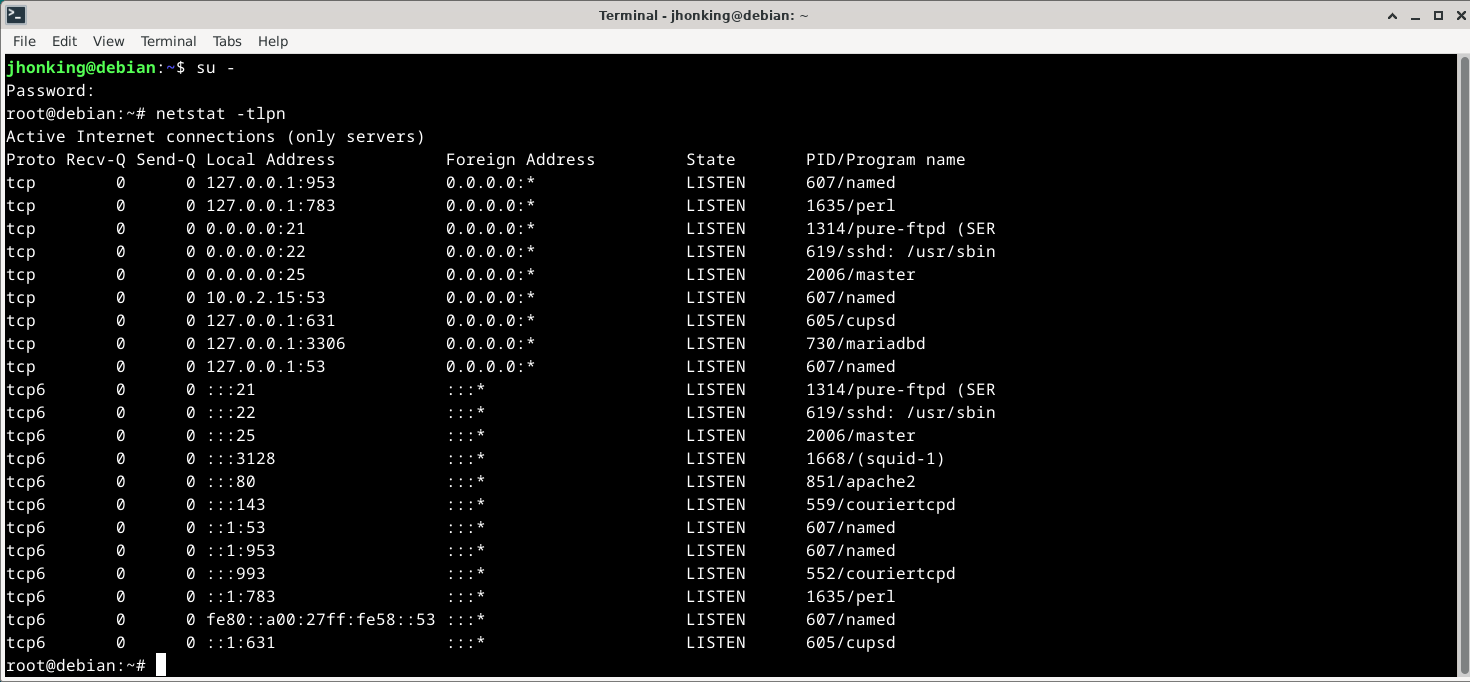 Terminal - jhonking@debian: ~
File Edit View Terminal Tabs Help
jhonking@debian:~$ su -
Password:
root@debian:~# netstat -tlpn
Active Internet connections (only servers)
Proto Recv-Q Send-Q Local Address           Foreign Address         State       PID/Program name
tcp        0      0 127.0.0.1:953           0.0.0.0:*               LISTEN      607/named
tcp        0      0 127.0.0.1:783           0.0.0.0:*               LISTEN      1635/perl
tcp        0      0 0.0.0.0:21              0.0.0.0:*               LISTEN      1314/pure-ftpd (SER
tcp        0      0 0.0.0.0:22              0.0.0.0:*               LISTEN      619/sshd: /usr/sbin
tcp        0      0 0.0.0.0:25              0.0.0.0:*               LISTEN      2006/master
tcp        0      0 10.0.2.15:53            0.0.0.0:*               LISTEN      607/named
tcp        0      0 127.0.0.1:631           0.0.0.0:*               LISTEN      605/cupsd
tcp        0      0 127.0.0.1:3306          0.0.0.0:*               LISTEN      730/mariadbd
tcp        0      0 127.0.0.1:53            0.0.0.0:*               LISTEN      607/named
tcp6       0      0 :::21                   :::*                    LISTEN      1314/pure-ftpd (SER
tcp6       0      0 :::22                   :::*                    LISTEN      619/sshd: /usr/sbin
tcp6       0      0 :::25                   :::*                    LISTEN      2006/master
tcp6       0      0 :::3128                 :::*                    LISTEN      1668/(squid-1)
tcp6       0      0 :::80                   :::*                    LISTEN      851/apache2
tcp6       0      0 :::143                  :::*                    LISTEN      559/couriertcpd
tcp6       0      0 ::1:53                  :::*                    LISTEN      607/named
tcp6       0      0 ::1:953                 :::*                    LISTEN      607/named
tcp6       0      0 :::993                  :::*                    LISTEN      552/couriertcpd
tcp6       0      0 ::1:783                 :::*                    LISTEN      1635/perl
tcp6       0      0 fe80::a00:27ff:fe58::53 :::*                    LISTEN      607/named
tcp6       0      0 ::1:631                 :::*                    LISTEN      605/cupsd
root@debian:~#